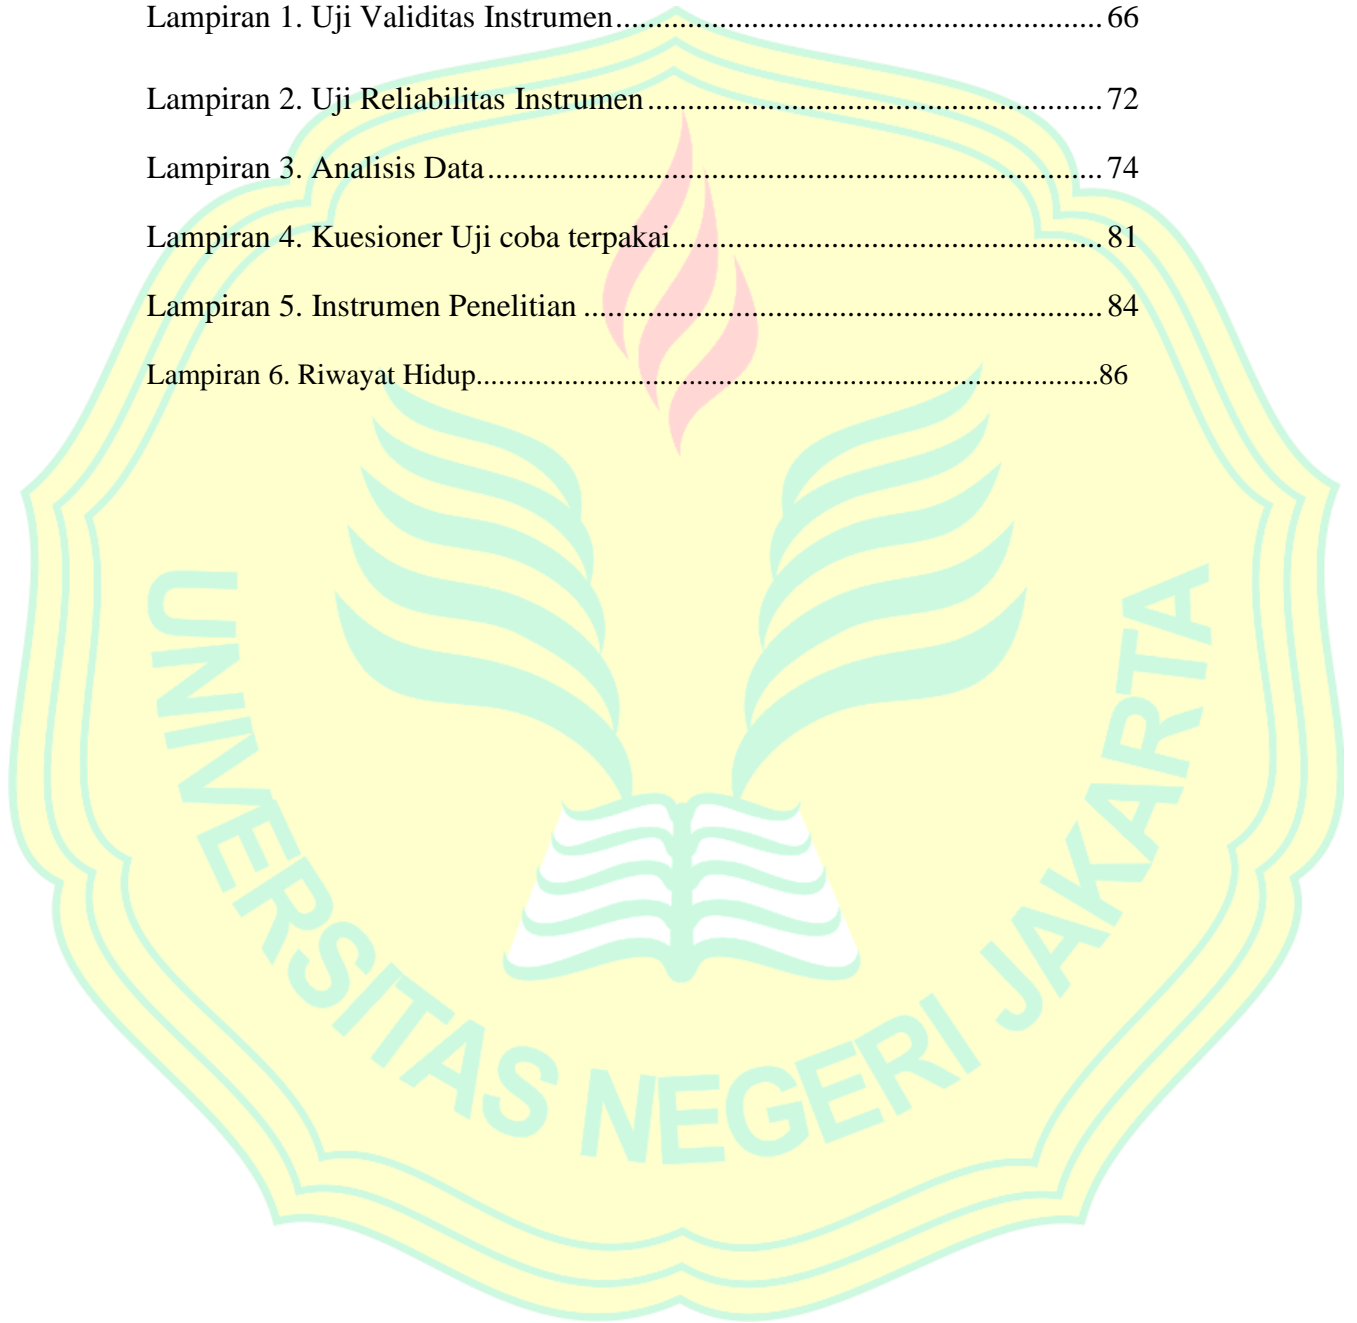 Lampiran 1. Uji Validitas Instrumen............................................................. 66
Lampiran 2. Uji Reliabilitas Instrumen......................................................... 72
Lampiran 3. Analisis Data............................................................................. 74
Lampiran 4. Kuesioner Uji coba terpakai...................................................... 81
Lampiran 5. Instrumen Penelitian ................................................................. 84
Lampiran 6. Riwayat Hidup.....................................................................................86
UNIVERSITAS NEGERI JAKARTA